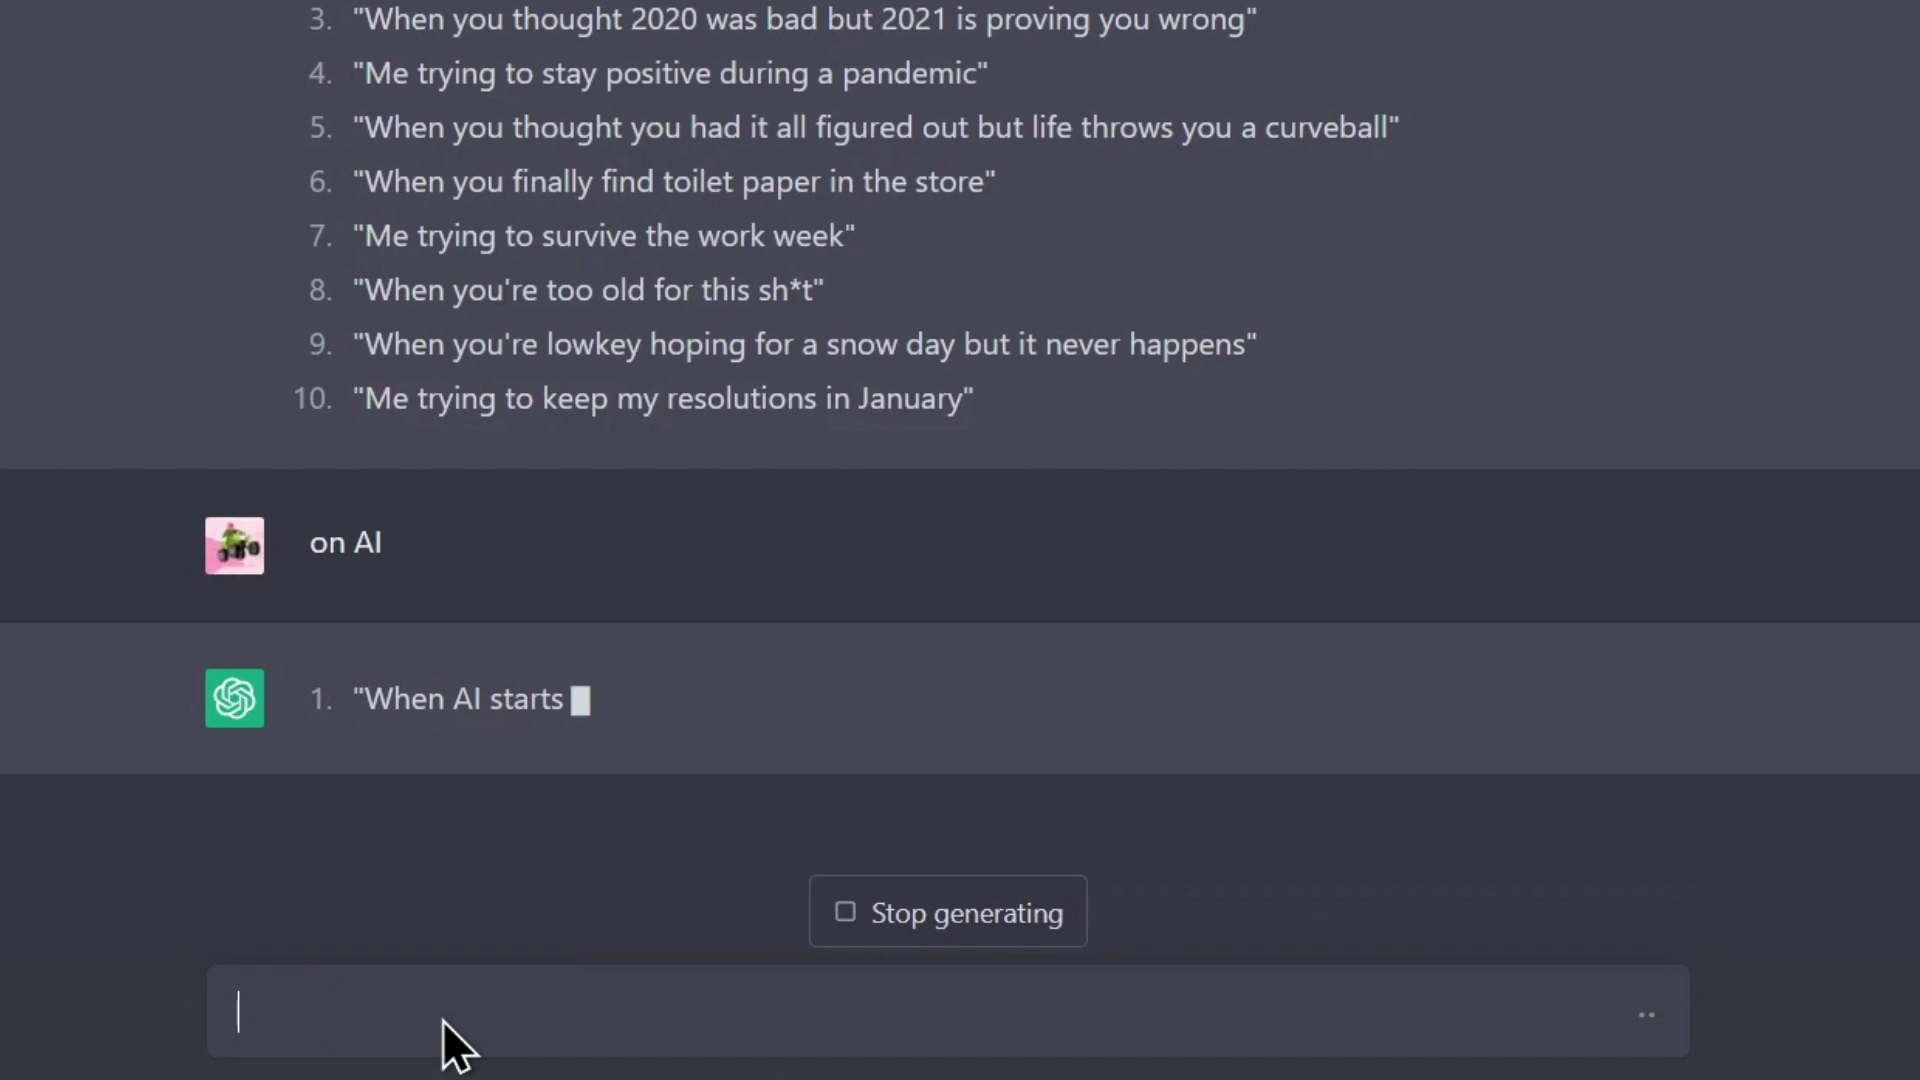 3. "When you thought 2020 was bad but 2021 is proving you wrong"
4. "Me trying to stay positive during a pandemic"
5. "When you thought you had it all figured out but life throws you a curveball"
6. "When you finally find toilet paper in the store"
7. "Me trying to survive the work week"
8. "When you're too old for this sh*t"
9. "When you're lowkey hoping for a snow day but it never happens"
10. "Me trying to keep my resolutions in January"
on AI
1. "When AI starts
Stop generating